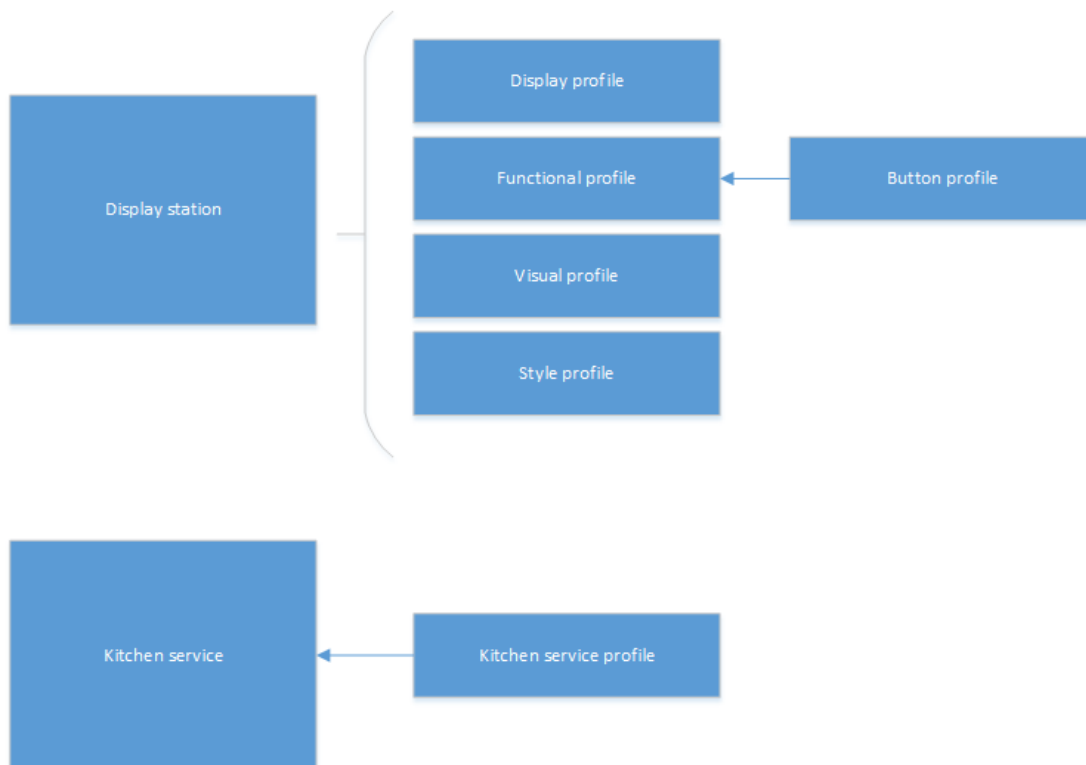 Display station
Display profile
Functional profile
Button profile
Visual profile
Style profile
Kitchen service
Kitchen service profile